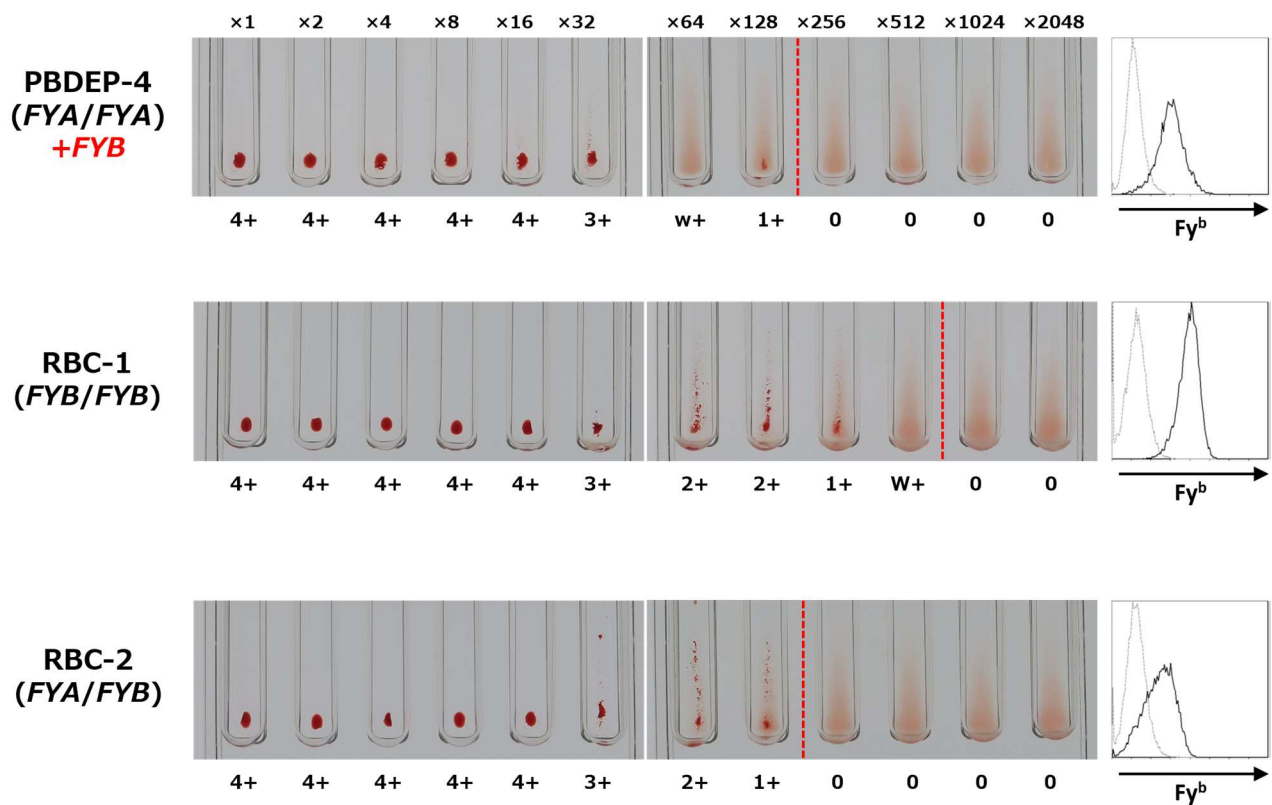 ×1 ×2 ×4 ×8 ×16 ×32 ×64 ×128 ×256 ×512 ×1024 ×2048
PBDEP-4
(FYA/FYA)
+FYB
4+ 4+ 4+ 4+ 4+ 3+ w+ 1+ 0 0 0 0
Fyᵇ
RBC-1
(FYB/FYB)
4+ 4+ 4+ 4+ 4+ 3+ 2+ 2+ 1+ W+ 0 0
Fyᵇ
RBC-2
(FYA/FYB)
4+ 4+ 4+ 4+ 4+ 3+ 2+ 1+ 0 0 0 0
Fyᵇ